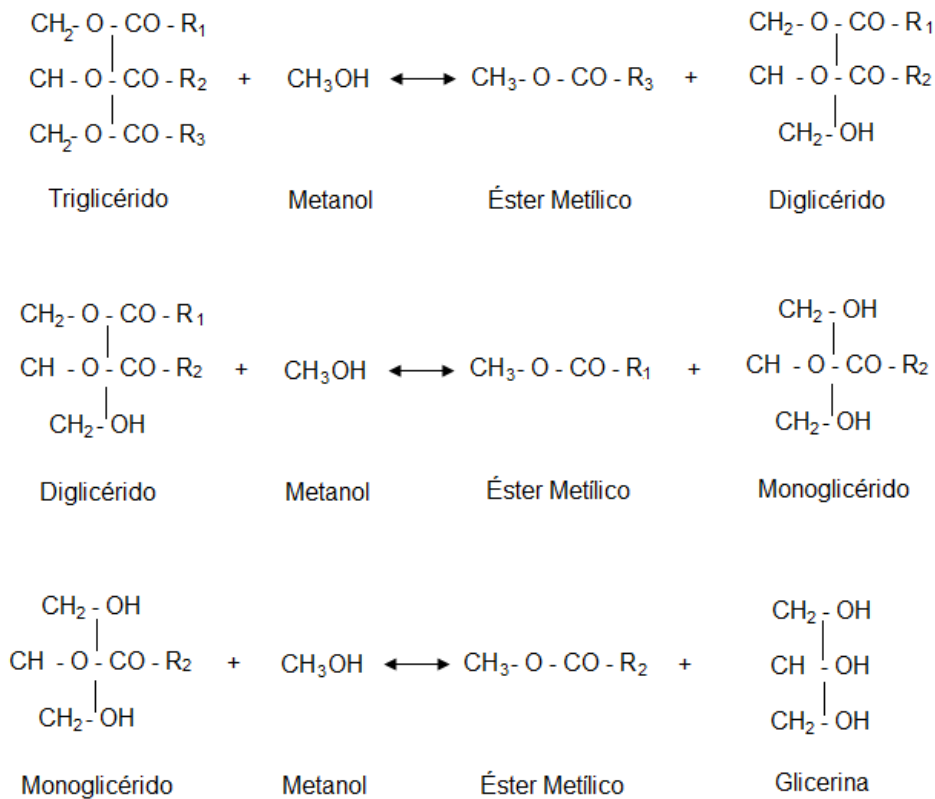 CH₂- O - CO - R₁ CH₂ - O - CO - R₁
CH - O - CO - R₂ + CH₃OH ⟷ CH₃- O - CO - R₃ + CH - O - CO - R₂
CH₂- O - CO - R₃ CH₂ - OH
Triglicérido Metanol Éster Metílico Diglicérido
CH₂- O - CO - R₁ CH₂ - OH
CH - O - CO - R₂ + CH₃OH ⟷ CH₃- O - CO - R₁ + CH - O - CO - R₂
CH₂ - OH CH₂ - OH
Diglicérido Metanol Éster Metílico Monoglicérido
CH₂ - OH CH₂ - OH
CH - O - CO - R₂ + CH₃OH ⟷ CH₃- O - CO - R₂ + CH - OH
CH₂ - OH CH₂ - OH
Monoglicérido Metanol Éster Metílico Glicerina